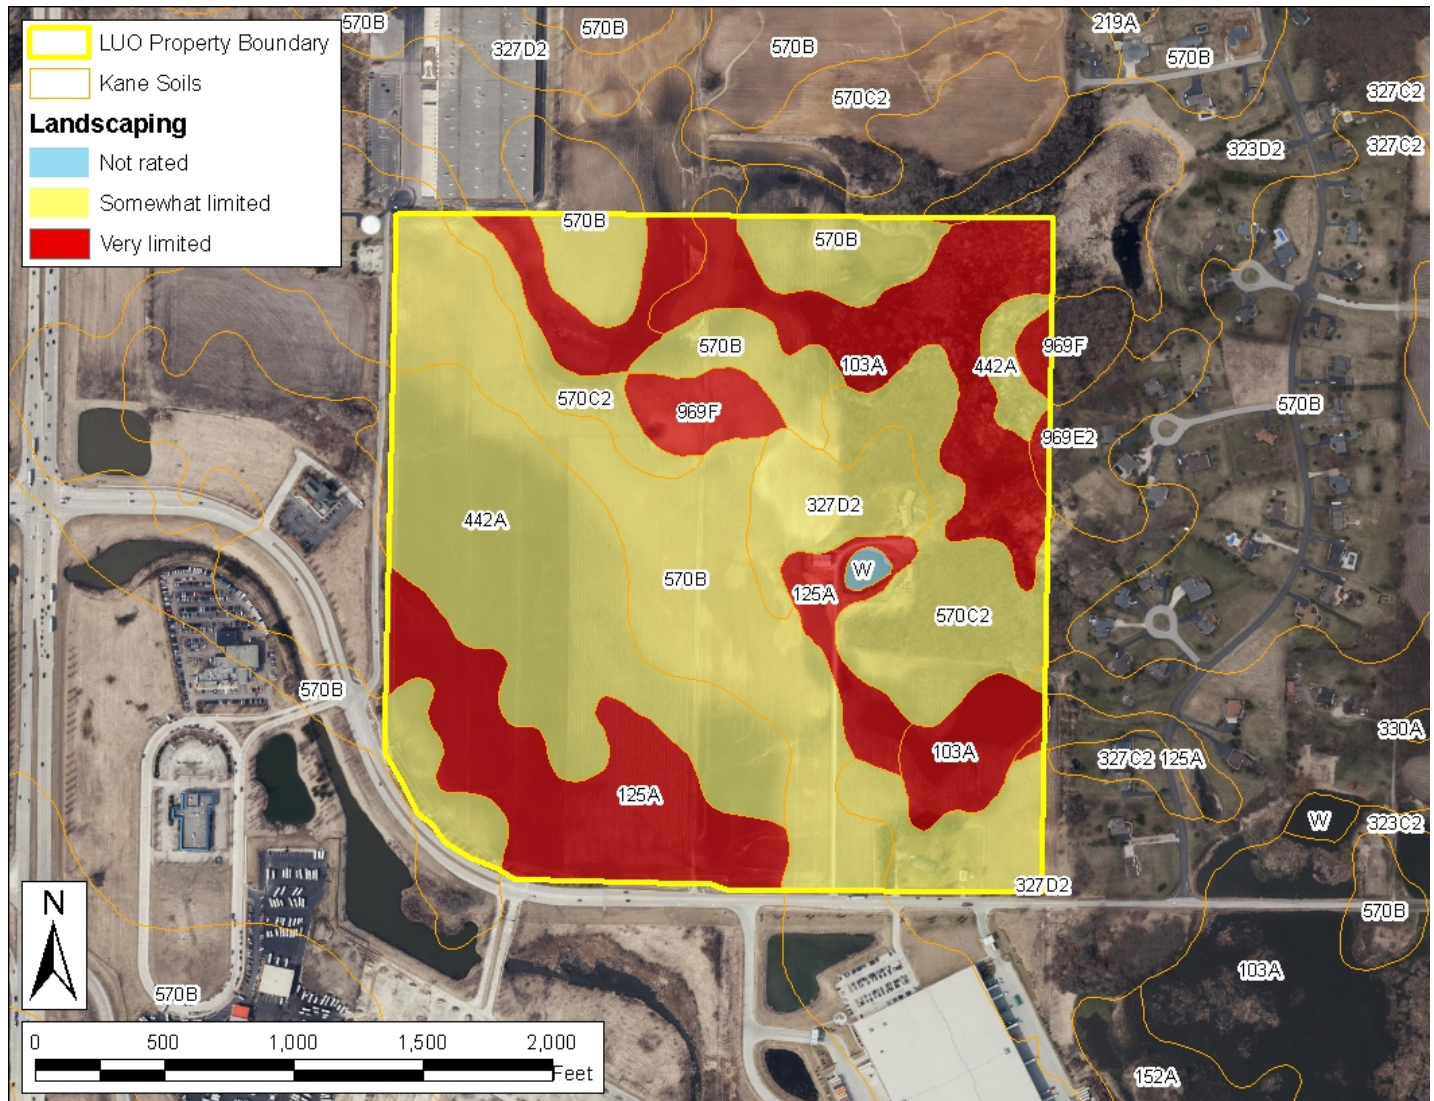 LUO Property Boundary
Kane Soils
Landscaping
Not rated
Somewhat limited
Very limited
570B
327D2
570B
570B
219A
570B
570C2
327C2
323D2
327C2
570B
570B
570B
103A
442A
969F
570C2
969F
570B
969E2
442A
327D2
570B
W
125A
570C2
570B
103A
125A
327C2
125A
330A
W
323C2
327D2
570B
103A
570B
152A
N
0 500 1,000 1,500 2,000
Feet